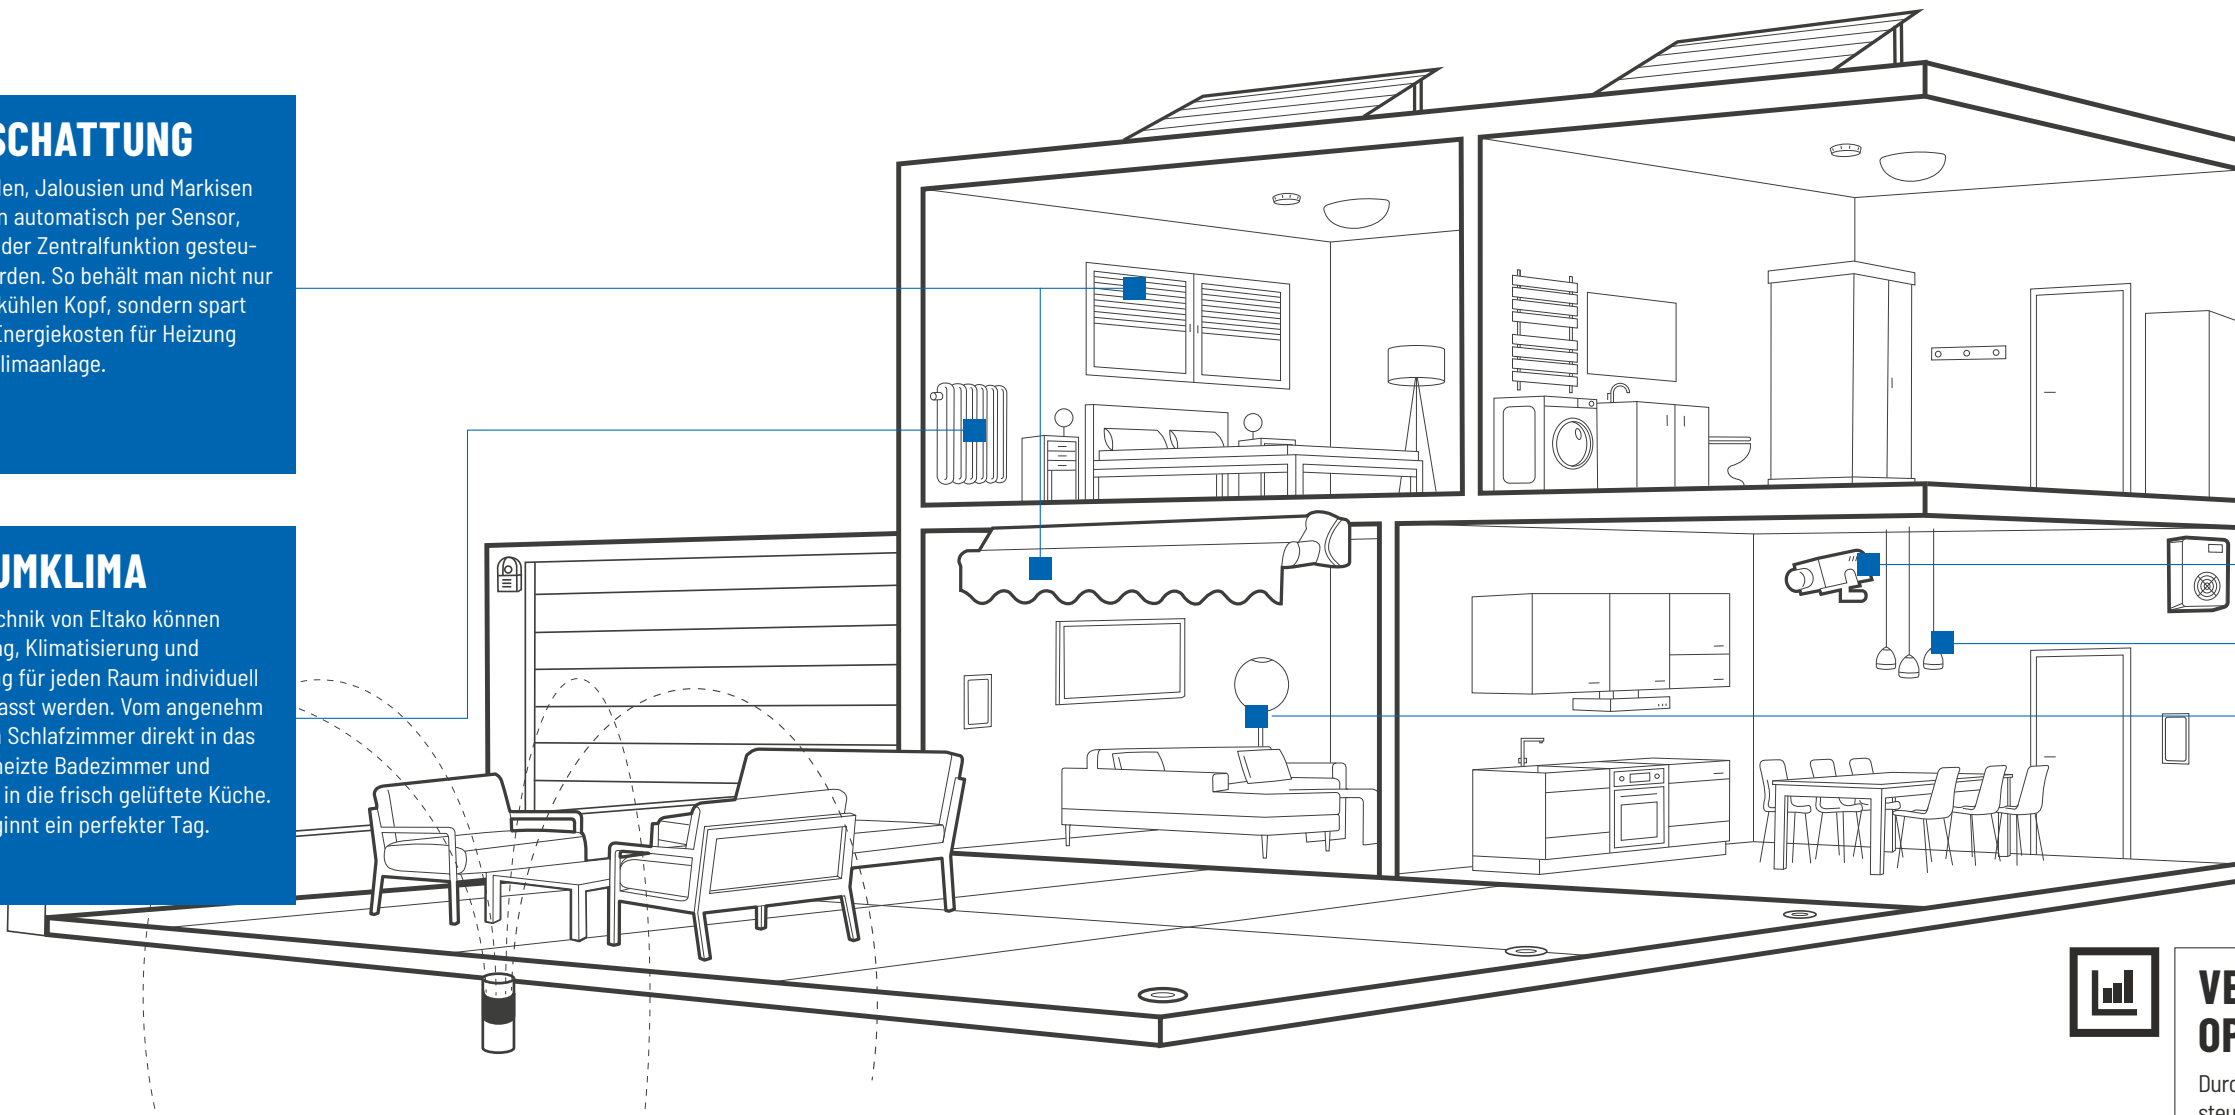 SCHATTUNG
len, Jalousien und Markisen
n automatisch per Sensor,
der Zentralfunktion gesteu-
rden. So behält man nicht nur
kühlen Kopf, sondern spart
Energiekosten für Heizung
limaanlage.
UMKLIMA
chnik von Eltako können
ng, Klimatisierung und
g für jeden Raum individuell
asst werden. Vom angenehm
n Schlafzimmer direkt in das
heizte Badezimmer und
in die frisch gelüftete Küche.
ginnt ein perfekter Tag.
VE
OP
Durc
steu